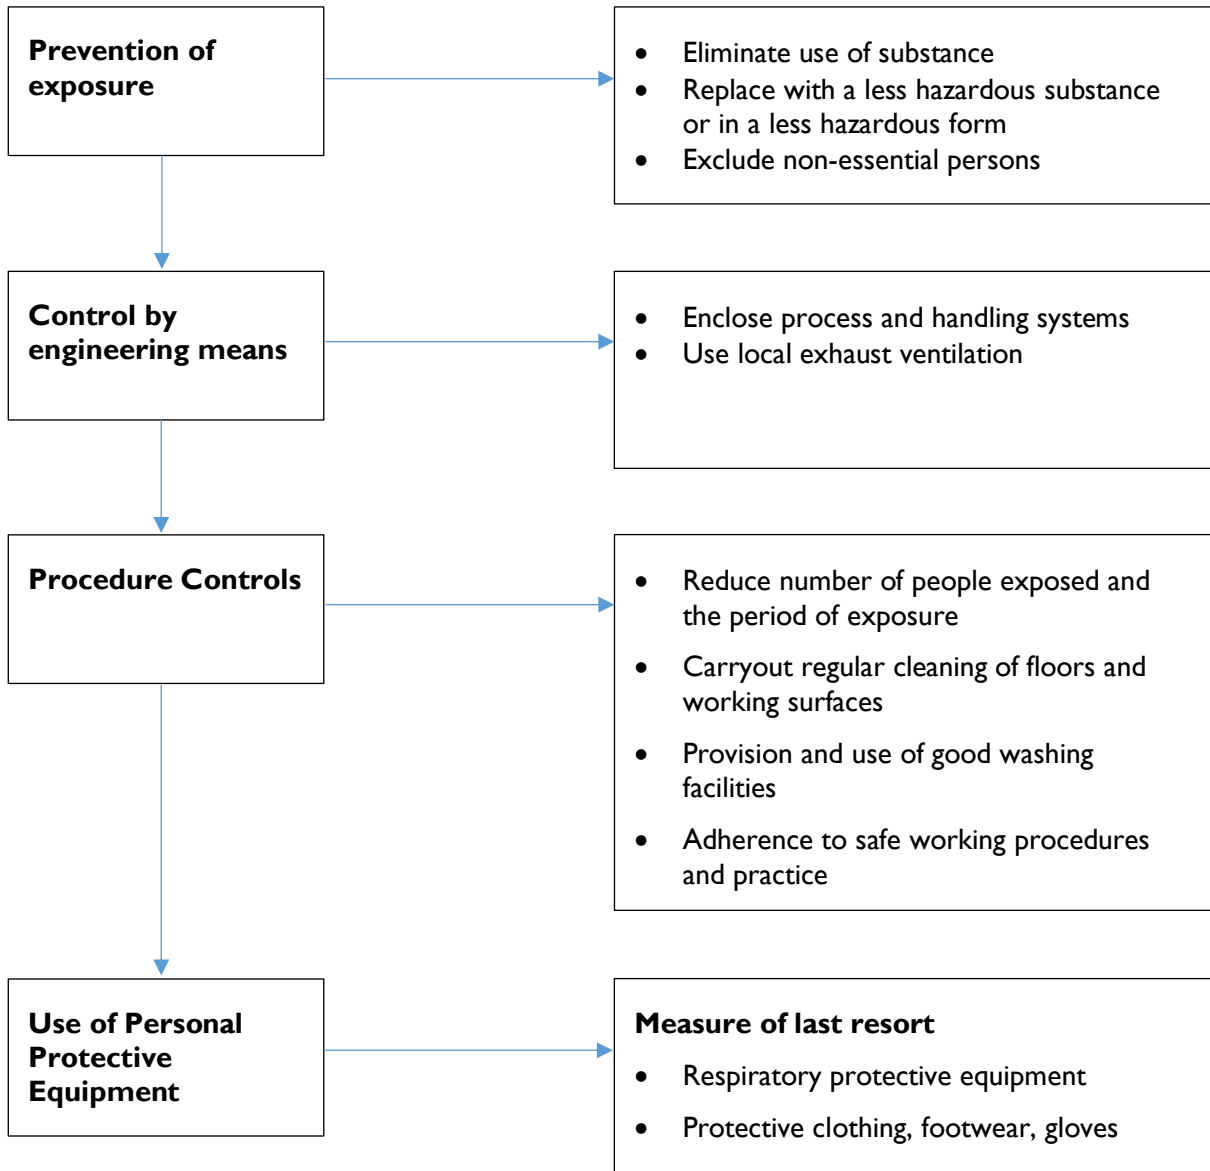 Prevention of
exposure
• Eliminate use of substance
• Replace with a less hazardous substance
or in a less hazardous form
• Exclude non-essential persons
Control by
engineering means
• Enclose process and handling systems
• Use local exhaust ventilation
Procedure Controls
• Reduce number of people exposed and
the period of exposure
• Carryout regular cleaning of floors and
working surfaces
• Provision and use of good washing
facilities
• Adherence to safe working procedures
and practice
Use of Personal
Protective
Equipment
Measure of last resort
• Respiratory protective equipment
• Protective clothing, footwear, gloves